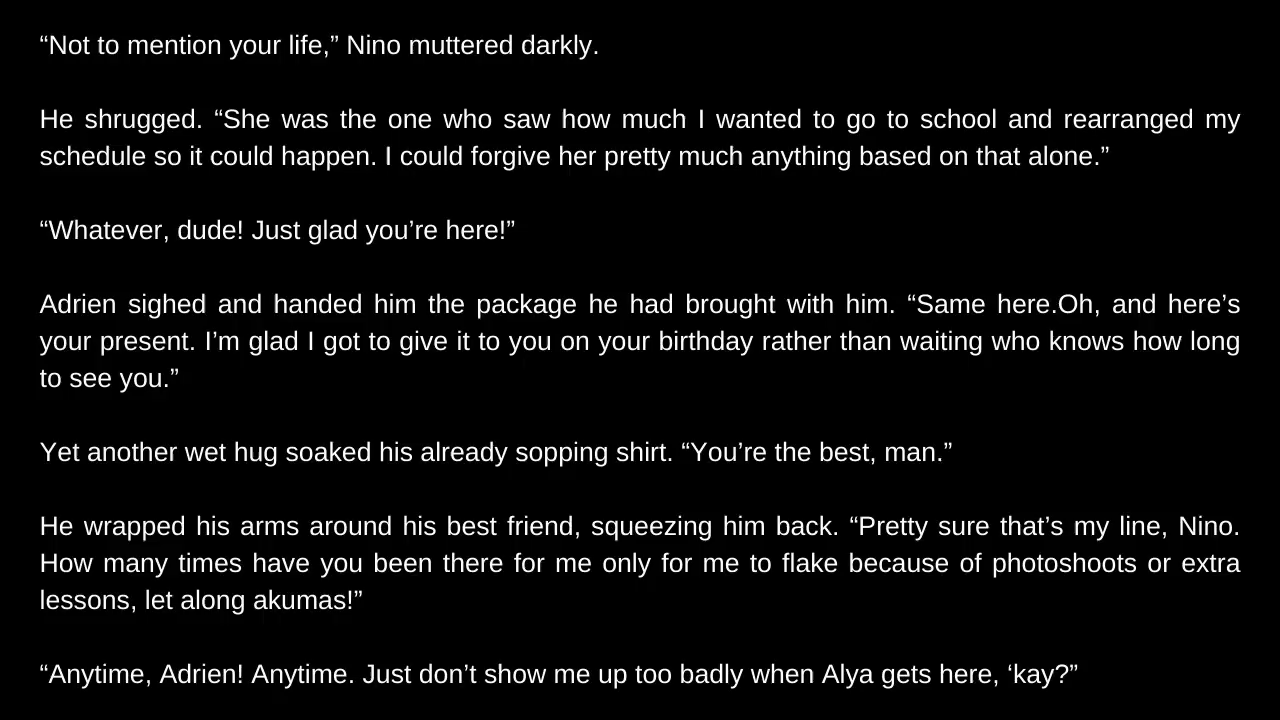 “Not to mention your life,” Nino muttered darkly.
He shrugged. “She was the one who saw how much I wanted to go to school and rearranged my
schedule so it could happen. I could forgive her pretty much anything based on that alone.”
“Whatever, dude! Just glad you’re here!”
Adrien sighed and handed him the package he had brought with him. “Same here.Oh, and here’s
your present. I’m glad I got to give it to you on your birthday rather than waiting who knows how long
to see you.”
Yet another wet hug soaked his already sopping shirt. “You’re the best, man.”
He wrapped his arms around his best friend, squeezing him back. “Pretty sure that’s my line, Nino.
How many times have you been there for me only for me to flake because of photoshoots or extra
lessons, let along akumas!”
“Anytime, Adrien! Anytime. Just don’t show me up too badly when Alya gets here, ‘kay?”